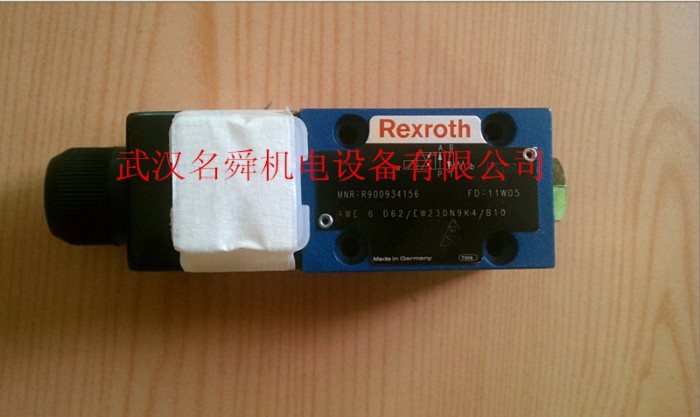 Rexroth
A B
P
武汉名舜机电设备有限公司
MNR:R900934156 FD:11W05
4WE 6 D62/EW230N9K4/B10
Made in Germany